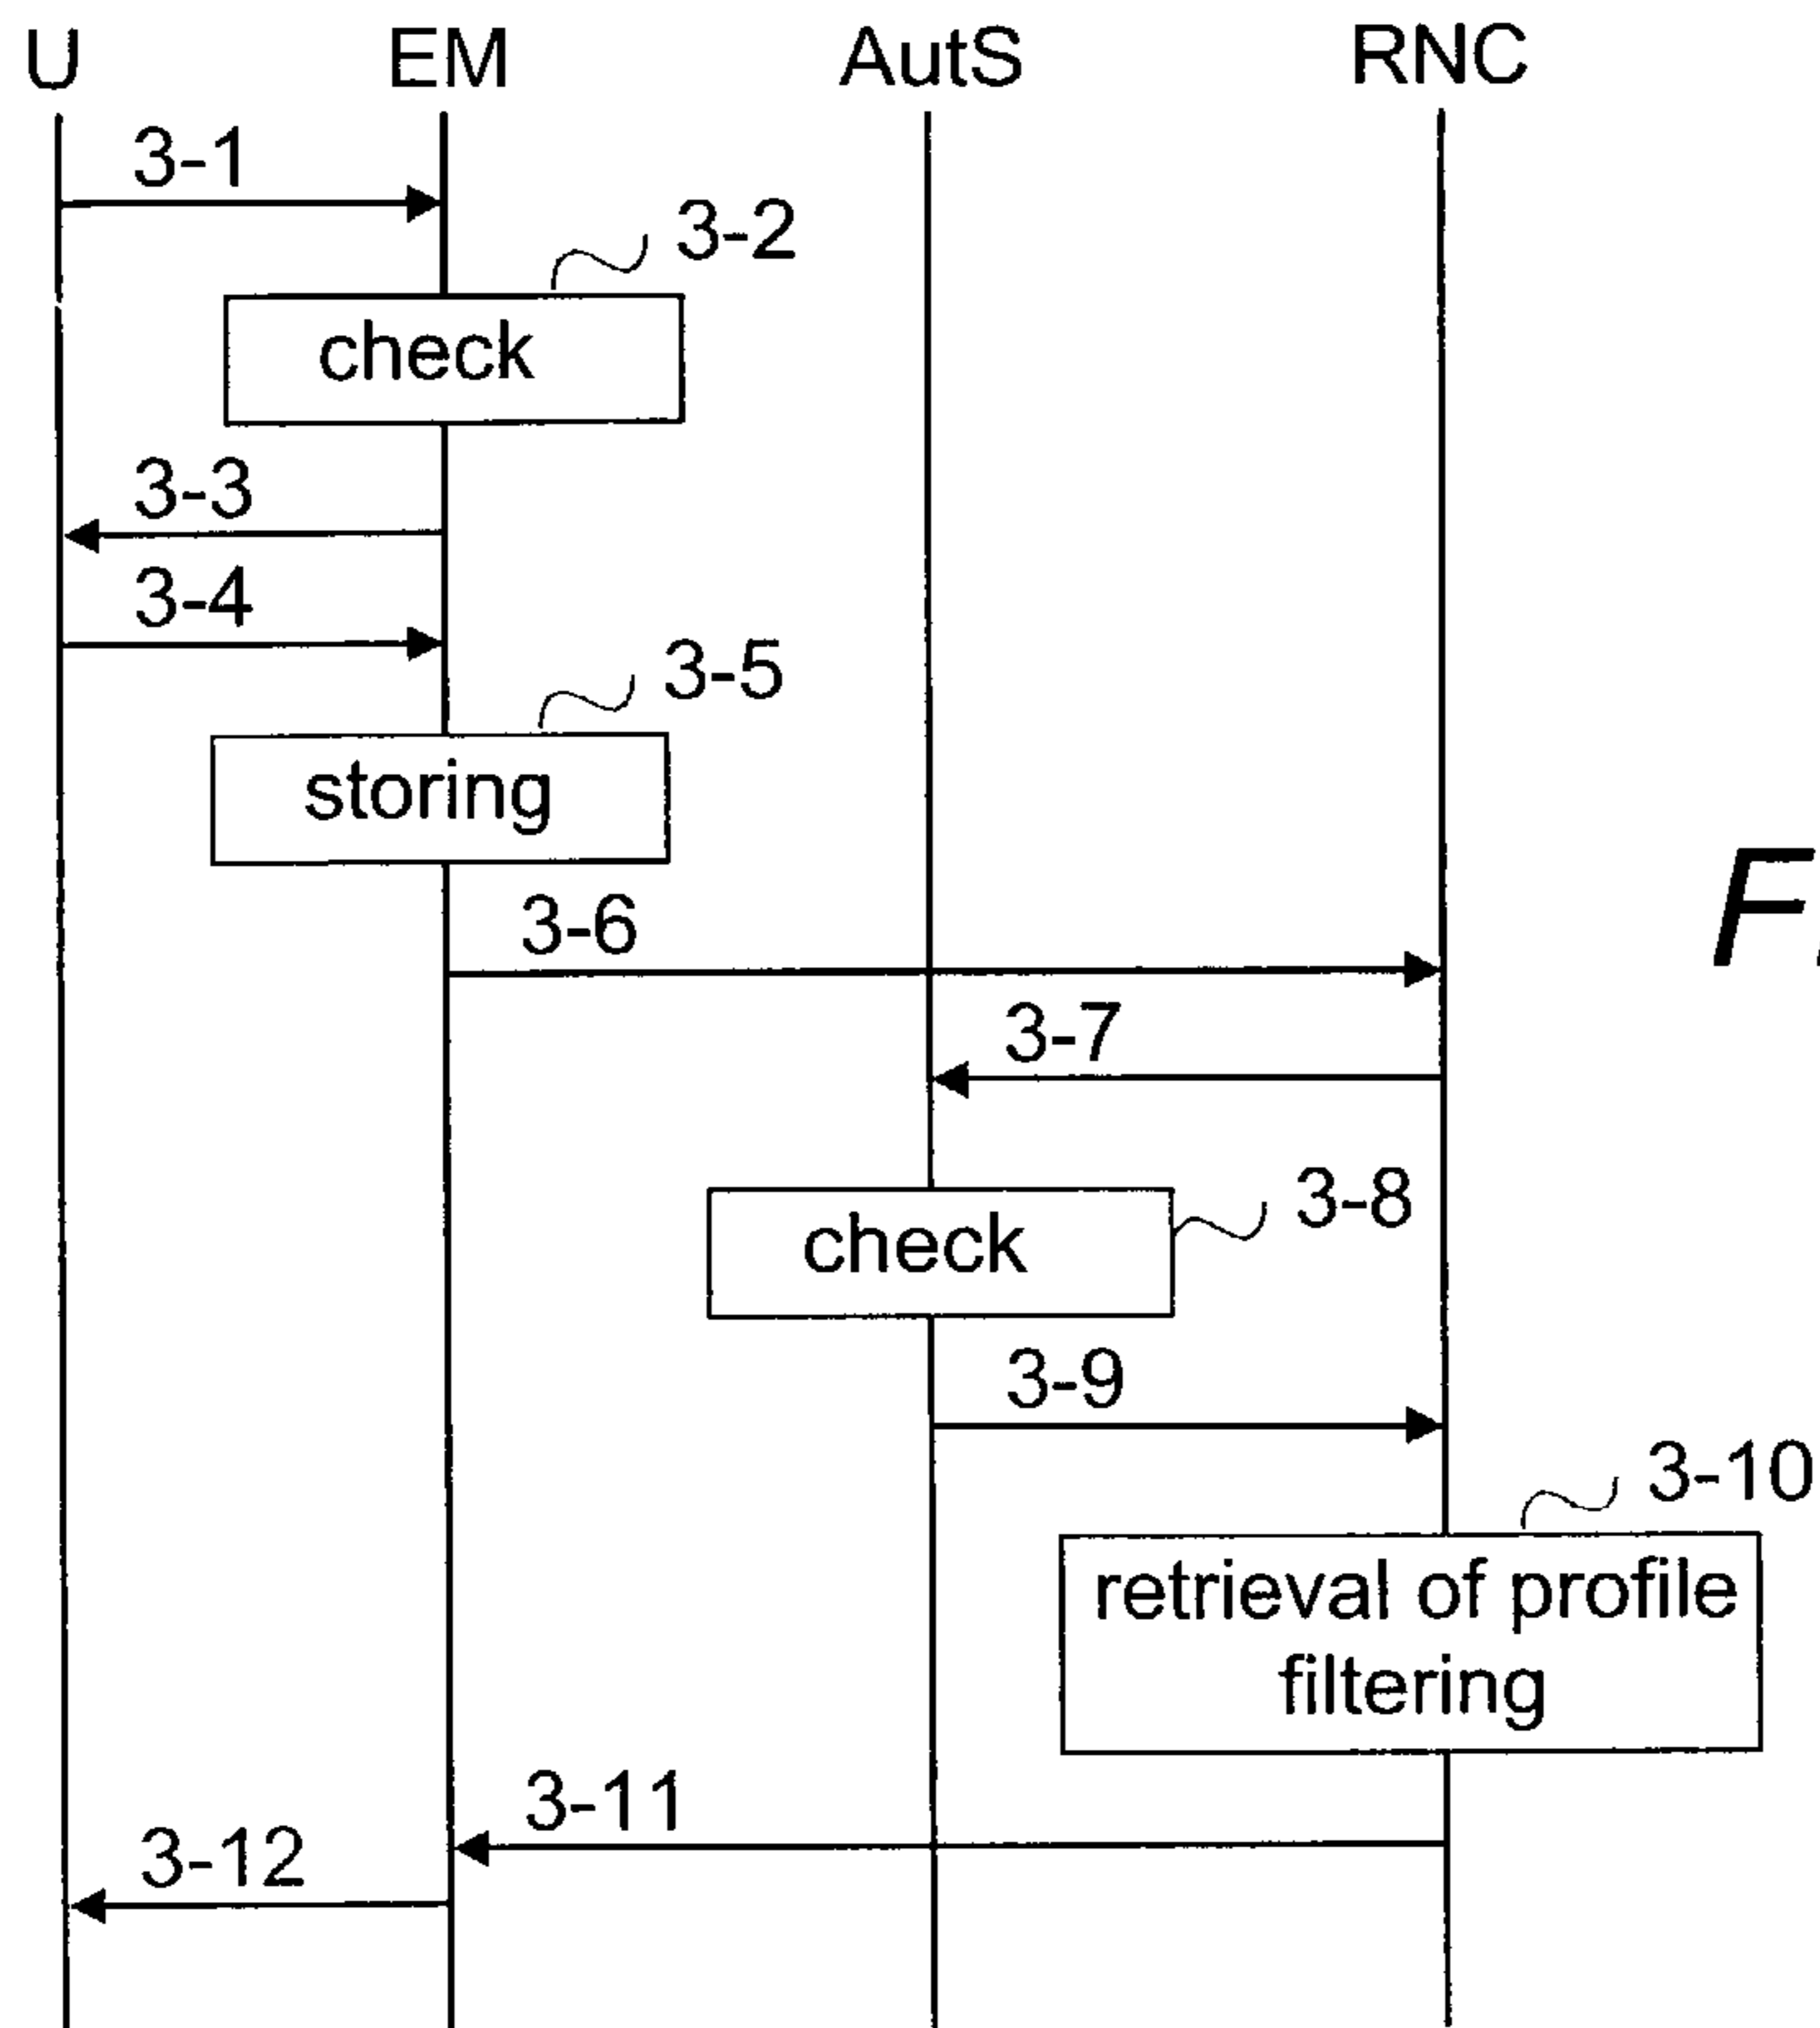 U EM AutS RNC
3-1
3-2
check
3-3
3-4
3-5
storing
3-6
3-7
3-8
check
3-9
3-10
retrieval of profile
filtering
3-11
3-12